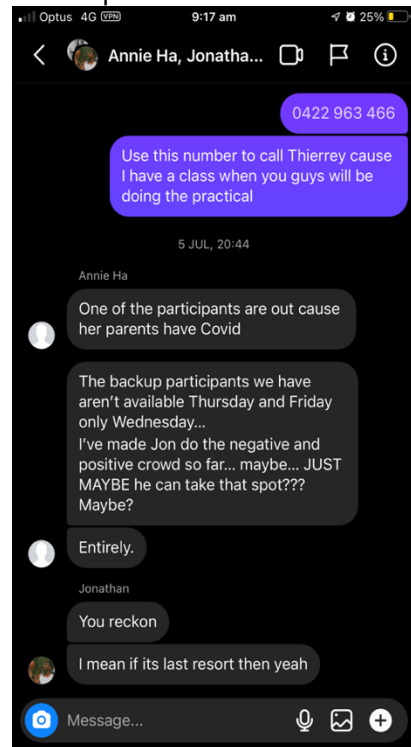 Optus 4G VPN 9:17 am 25%
Annie Ha, Jonatha...
0422 963 466
Use this number to call Thierrey cause
I have a class when you guys will be
doing the practical
5 JUL, 20:44
Annie Ha
One of the participants are out cause
her parents have Covid
The backup participants we have
aren't available Thursday and Friday
only Wednesday...
I've made Jon do the negative and
positive crowd so far... maybe... JUST
MAYBE he can take that spot???
Maybe?
Entirely.
Jonathan
You reckon
I mean if its last resort then yeah
Message...